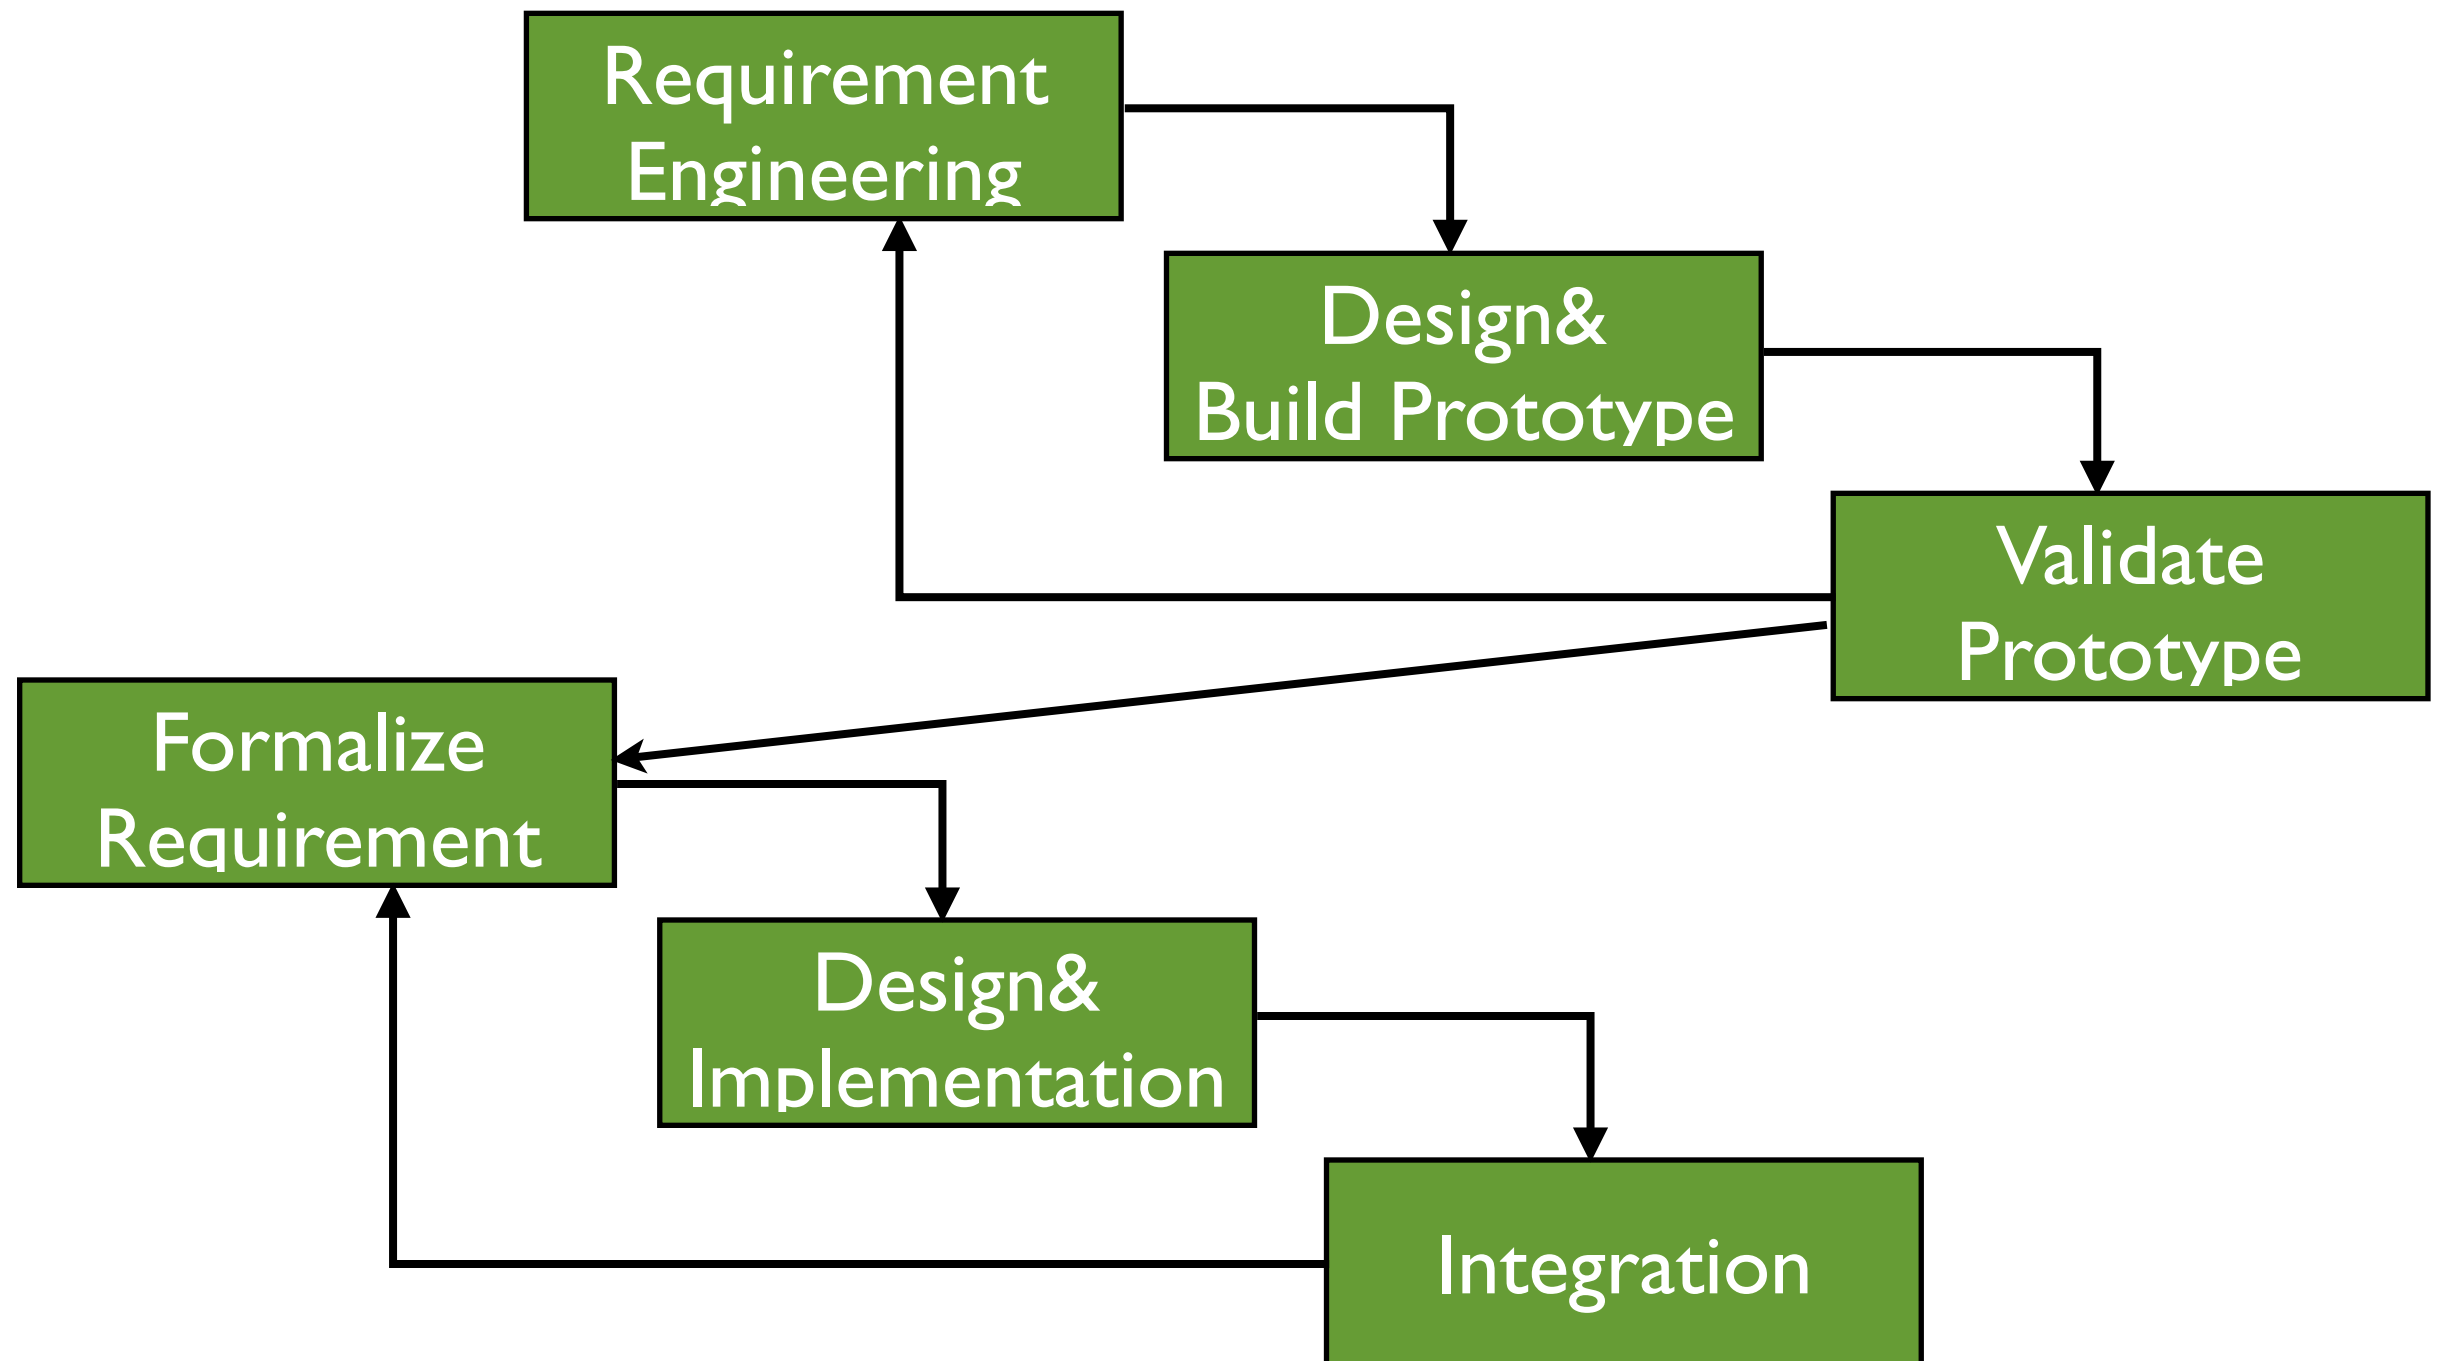 Requirement
Engineering
Design&
Build Prototype
Validate
Prototype
Formalize
Requirement
Design&
Implementation
Integration